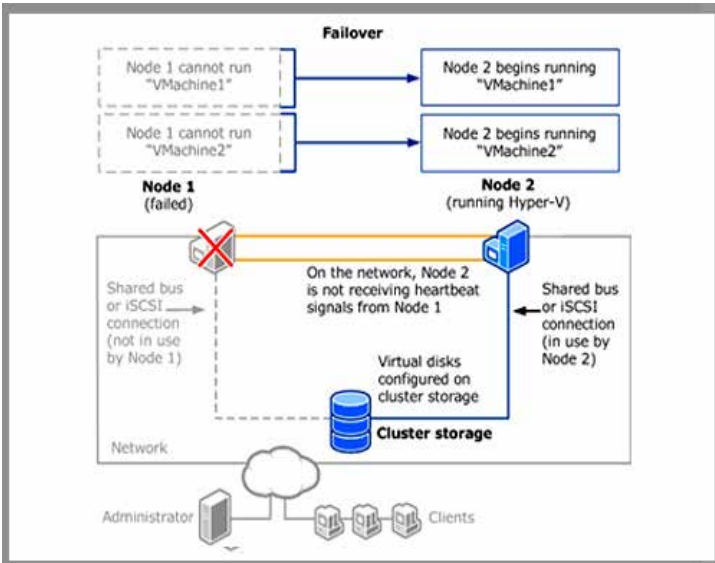 Failover
Node 1 cannot run
"VMachine1"
Node 2 begins running
"VMachine1"
Node 1 cannot run
"VMachine2"
Node 2 begins running
"VMachine2"
Node 1
(failed)
Node 2
(running Hyper-V)
On the network, Node 2
is not receiving heartbeat
signals from Node 1
Shared bus
or iSCSI
connection
(not in use
by Node 1)
Shared bus
or iSCSI
connection
(in use by
Node 2)
Virtual disks
configured on
cluster storage
Cluster storage
Network
Administrator
Clients